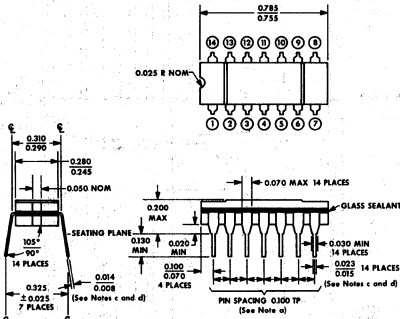 0.785
0.755
14 13 12 11 10 9 8
0.025 R NOM
1 2 3 4 5 6 7
℄ ℄
0.310
0.290
0.280
0.245
0.050 NOM
0.200
MAX
0.070 MAX 14 PLACES
GLASS SEALANT
SEATING PLANE
105°
90°
14 PLACES
0.130
MIN
0.020
MIN
0.030 MIN
14 PLACES
0.100
0.070
4 PLACES
0.014
0.008
(See Notes c and d)
0.023
0.015
14 PLACES
(See Notes c and d)
0.325
±0.025
7 PLACES
PIN SPACING 0.100 TP
(See Note a)